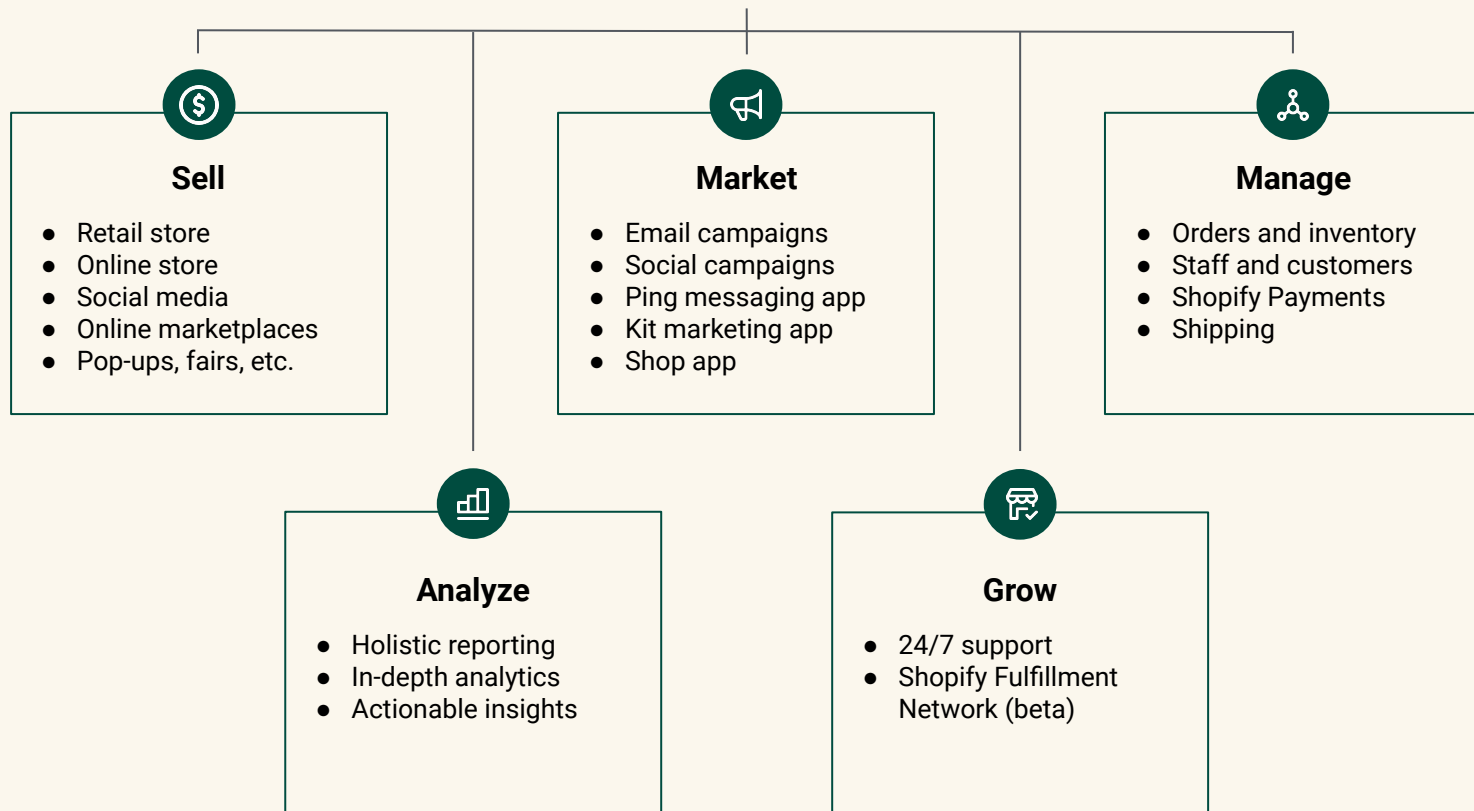 Sell
● Retail store
● Online store
● Social media
● Online marketplaces
● Pop-ups, fairs, etc.
Market
● Email campaigns
● Social campaigns
● Ping messaging app
● Kit marketing app
● Shop app
Manage
● Orders and inventory
● Staff and customers
● Shopify Payments
● Shipping
Analyze
● Holistic reporting
● In-depth analytics
● Actionable insights
Grow
● 24/7 support
● Shopify Fulfillment
Network (beta)